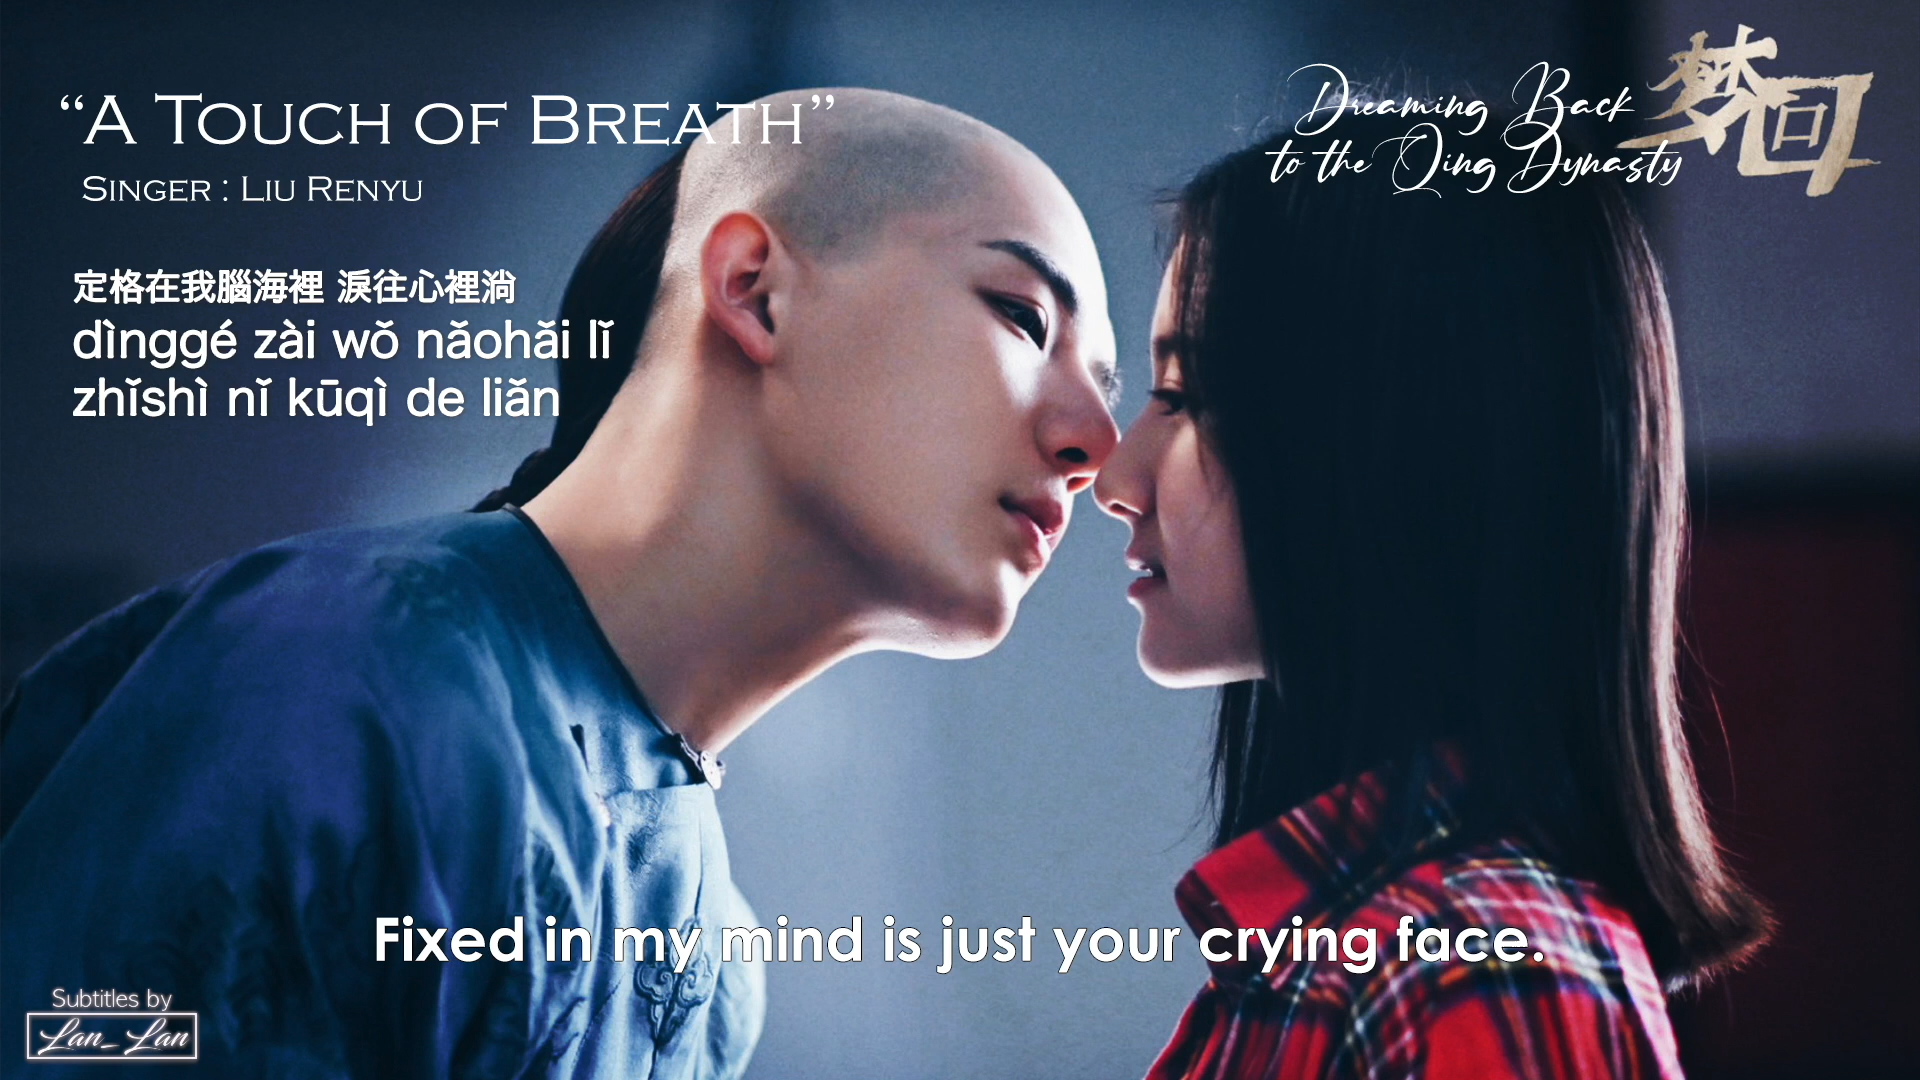 “A Touch of Breath”
Singer : Liu Renyu
Dreaming Back
to the Qing Dynasty
梦回
定格在我腦海裡 淚往心裡淌
dìnggé zài wǒ nǎohǎi lǐ
zhǐshì nǐ kūqì de liǎn
Fixed in my mind is just your crying face.
Subtitles by
Lan_Lan